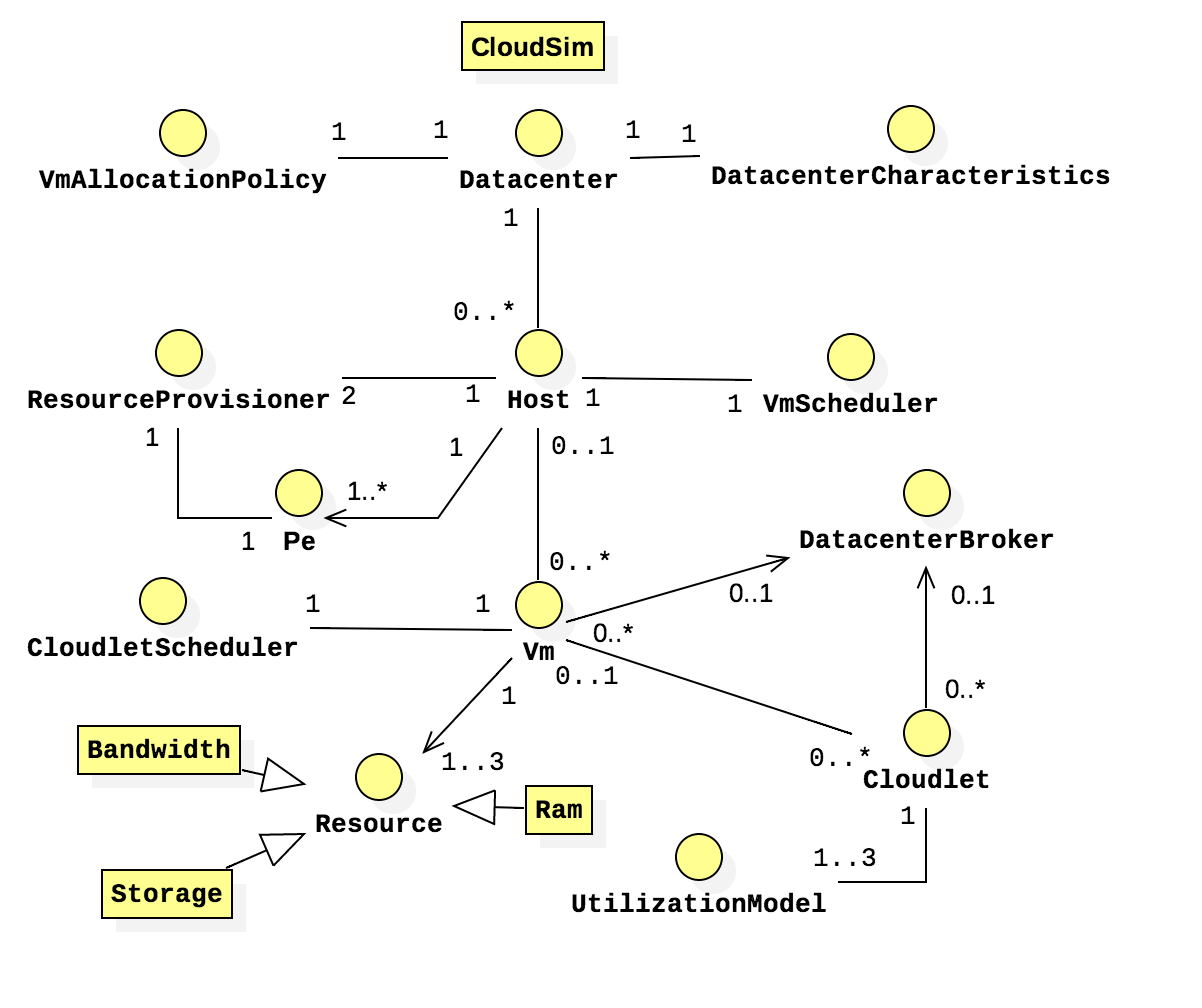 CloudSim
1 1 1 1
VmAllocationPolicy Datacenter DatacenterCharacteristics
1
0..*
ResourceProvisioner 2 1 Host 1 1 VmScheduler
1 1 0..1
1..*
1 Pe DatacenterBroker
0..*
0..1 0..1
1 1
0..*
CloudletScheduler Vm
0..1
1 0..*
Bandwidth 1..3 0..* Cloudlet
Resource Ram 1
1..3
Storage UtilizationModel